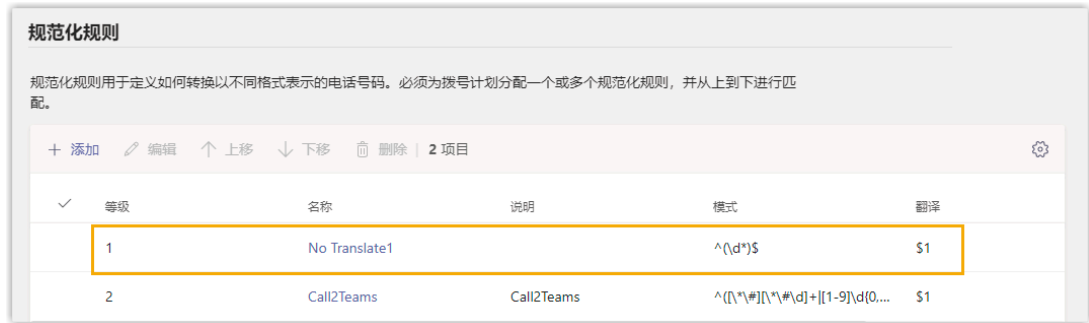 规范化规则
规范化规则用于定义如何转换以不同格式表示的电话号码。必须为拨号计划分配一个或多个规范化规则，并从上到下进行匹
配。
添加 编辑 上移 下移 删除 | 2 项目
等级 名称 说明 模式 翻译
1 No Translate1 ^(\d*)$ $1
2 Call2Teams Call2Teams ^([\*\#][\*\#\d]+|[1-9]\d{0,... $1